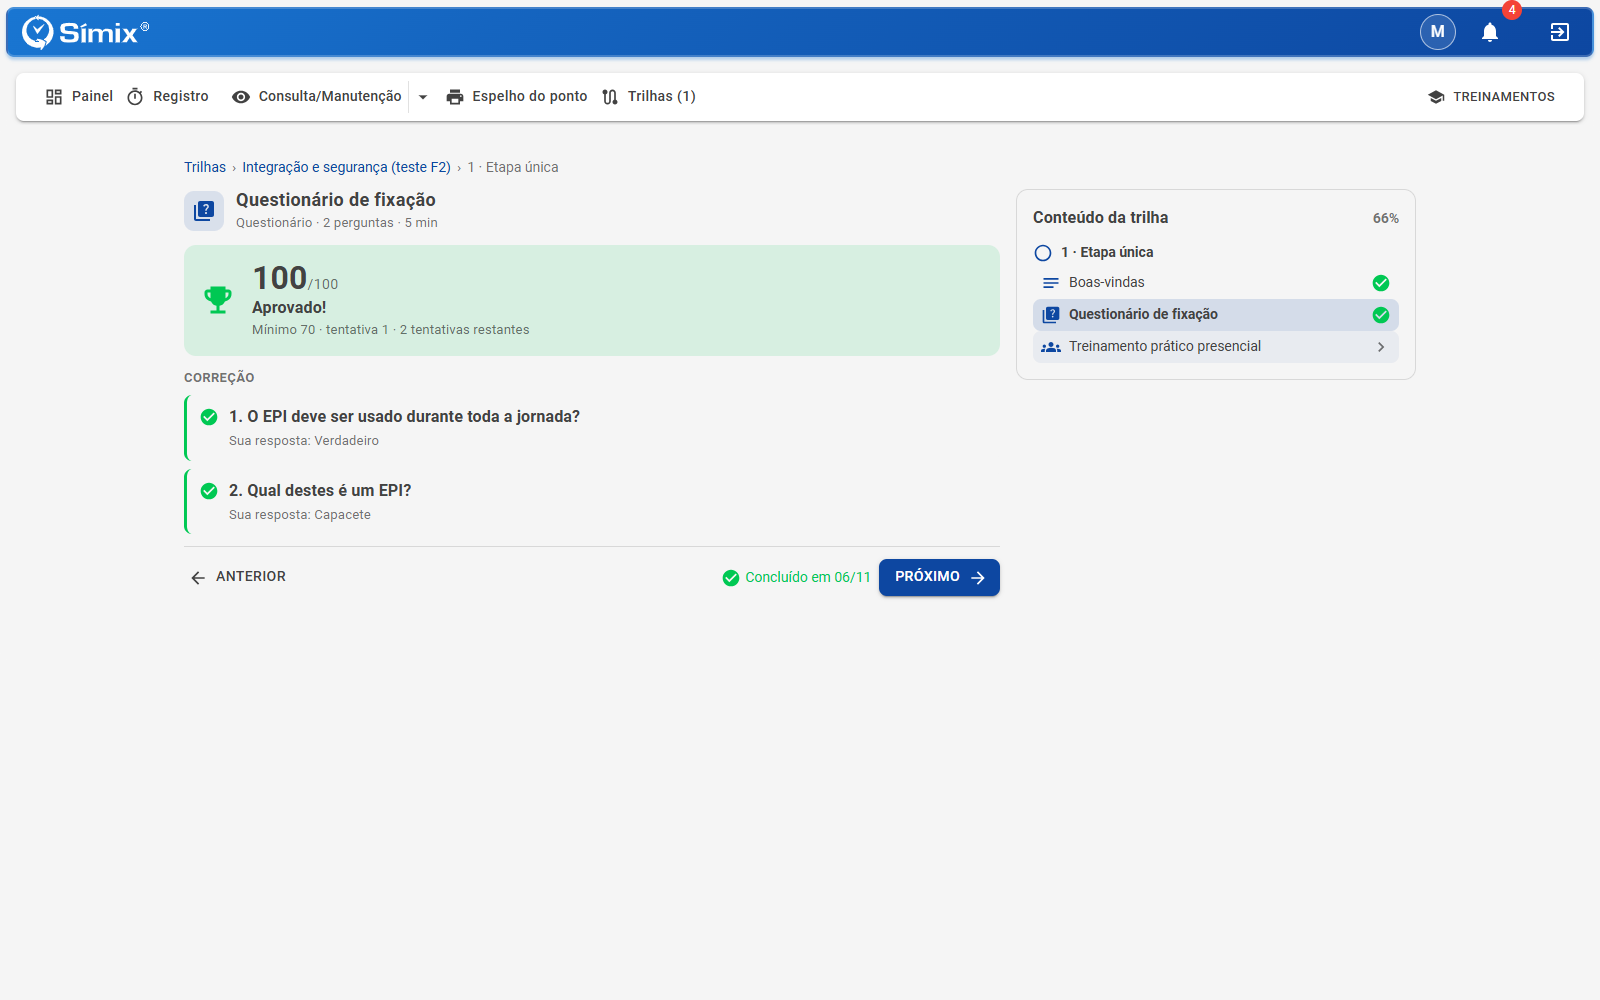 Símix®
M
4
Painel
Registro
Consulta/Manutenção
Espelho do ponto
Trilhas (1)
TREINAMENTOS
Trilhas › Integração e segurança (teste F2) › 1 · Etapa única
Questionário de fixação
Questionário · 2 perguntas · 5 min
100/100
Aprovado!
Mínimo 70 · tentativa 1 · 2 tentativas restantes
CORREÇÃO
1. O EPI deve ser usado durante toda a jornada?
Sua resposta: Verdadeiro
2. Qual destes é um EPI?
Sua resposta: Capacete
ANTERIOR
Concluído em 06/11
PRÓXIMO
Conteúdo da trilha
66%
1 · Etapa única
Boas-vindas
Questionário de fixação
Treinamento prático presencial